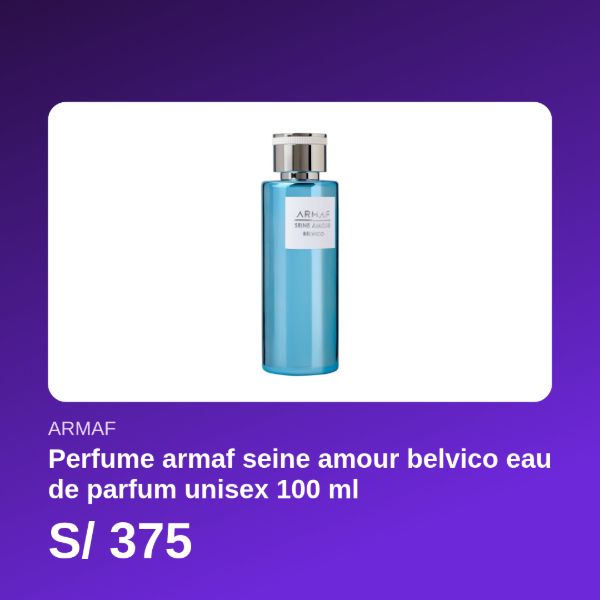 ARMAF
SEINE AMOUR
BELVICO
ARMAF
Perfume armaf seine amour belvico eau
de parfum unisex 100 ml
S/ 375